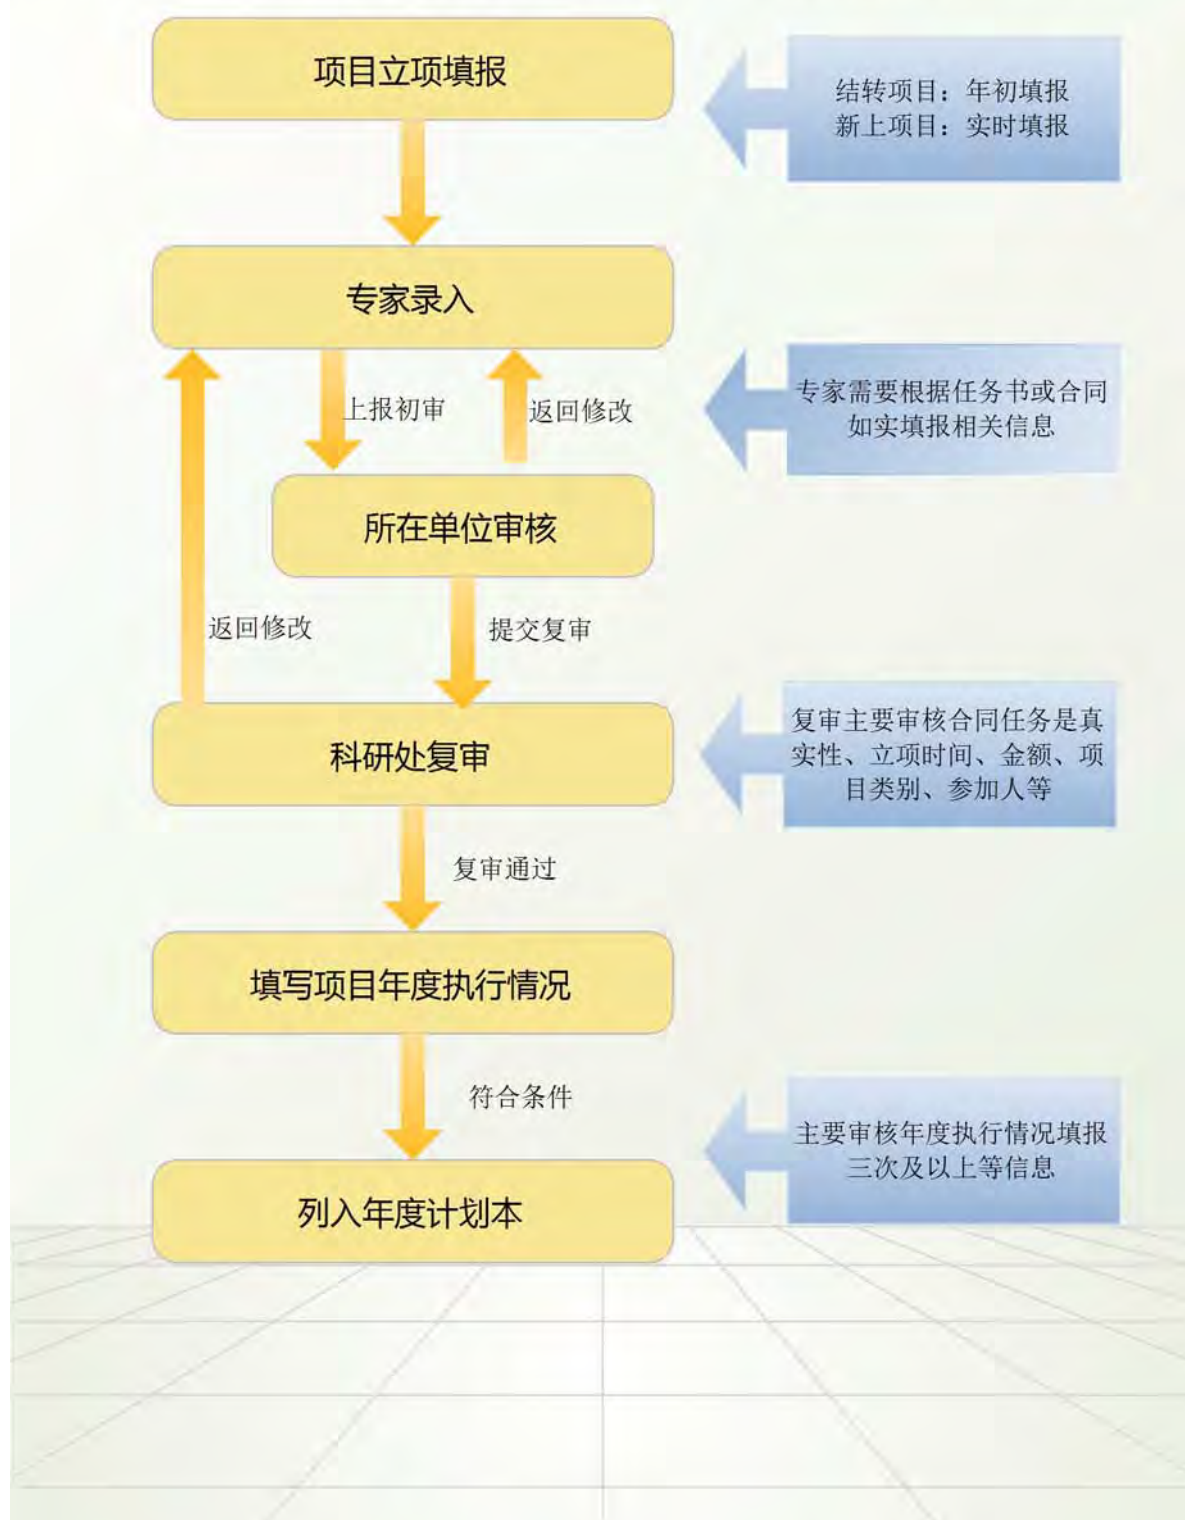 项目立项填报
结转项目：年初填报
新上项目：实时填报
专家录入
上报初审
返回修改
专家需要根据任务书或合同
如实填报相关信息
所在单位审核
返回修改
提交复审
科研处复审
复审主要审核合同任务是真
实性、立项时间、金额、项
目类别、参加人等
复审通过
填写项目年度执行情况
符合条件
主要审核年度执行情况填报
三次及以上等信息
列入年度计划本